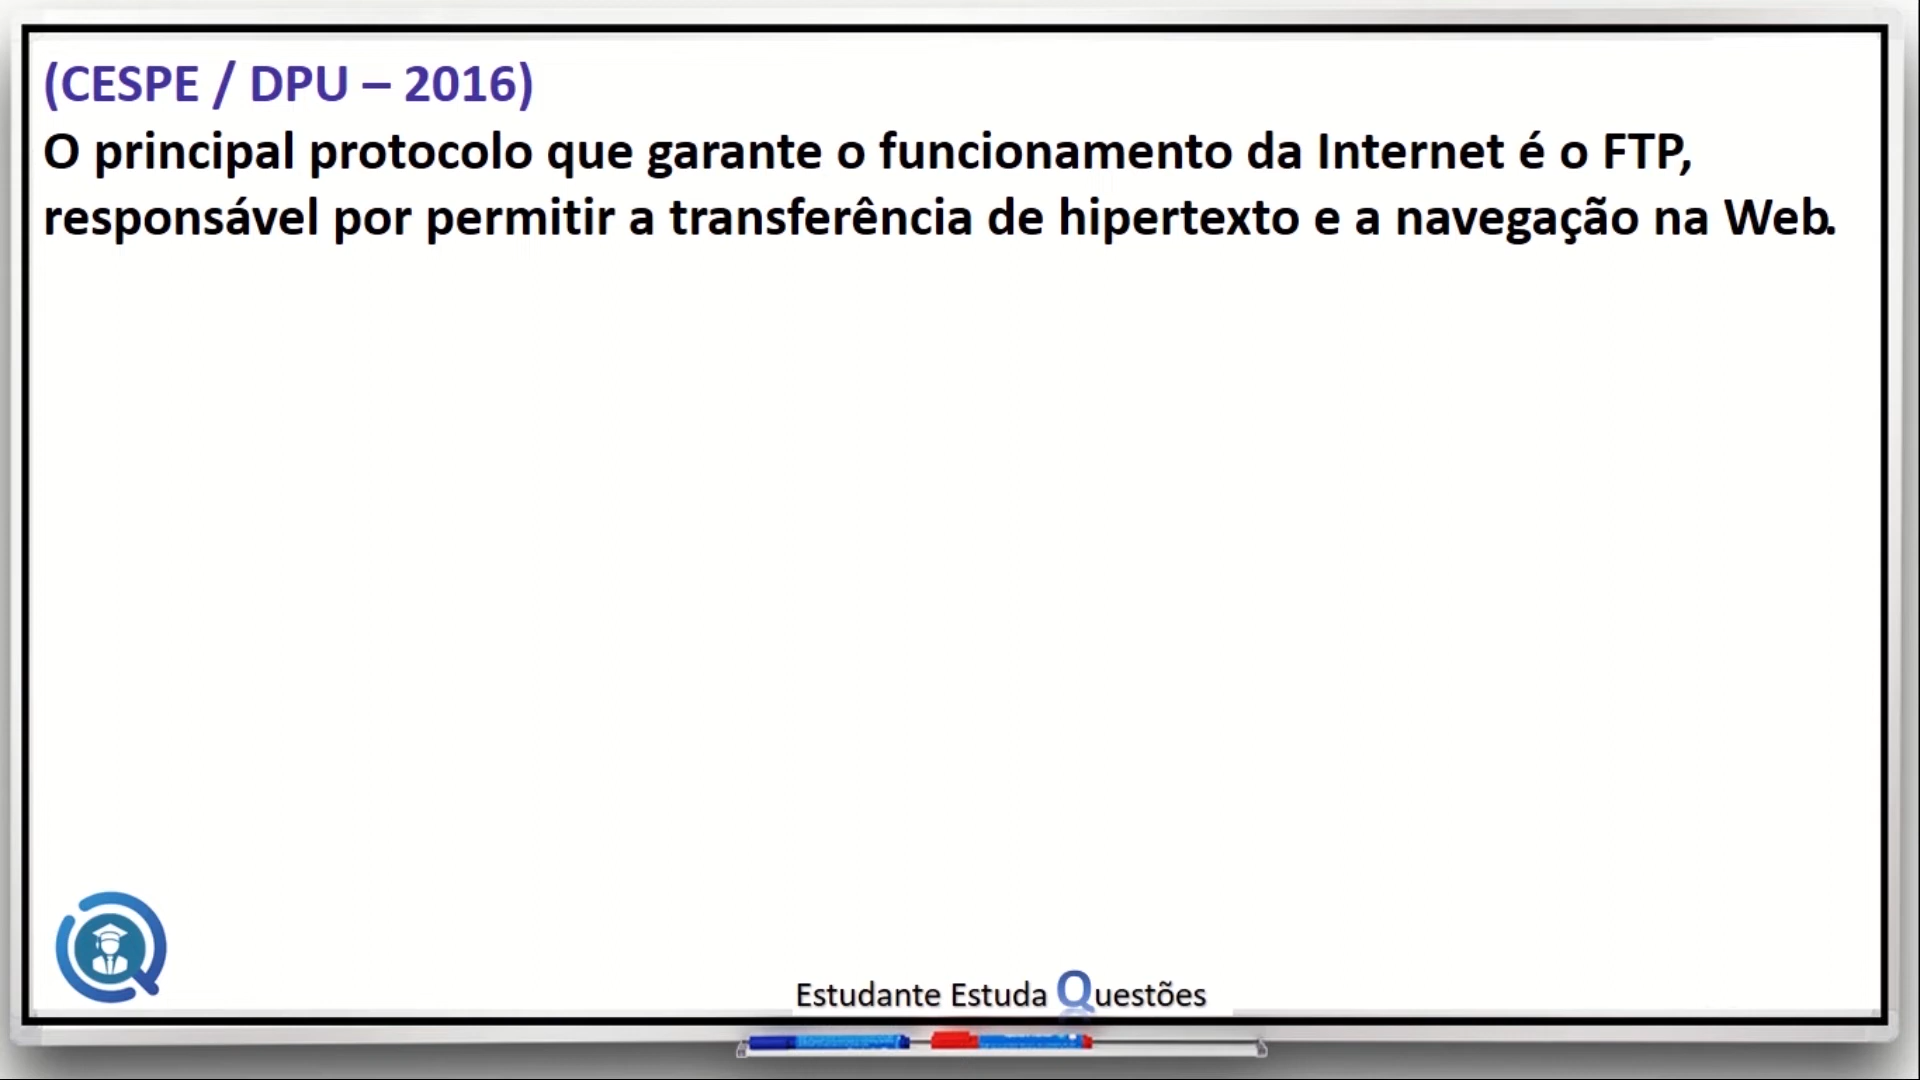 (CESPE / DPU – 2016)
O principal protocolo que garante o funcionamento da Internet é o FTP,
responsável por permitir a transferência de hipertexto e a navegação na Web.
Estudante Estuda Questões